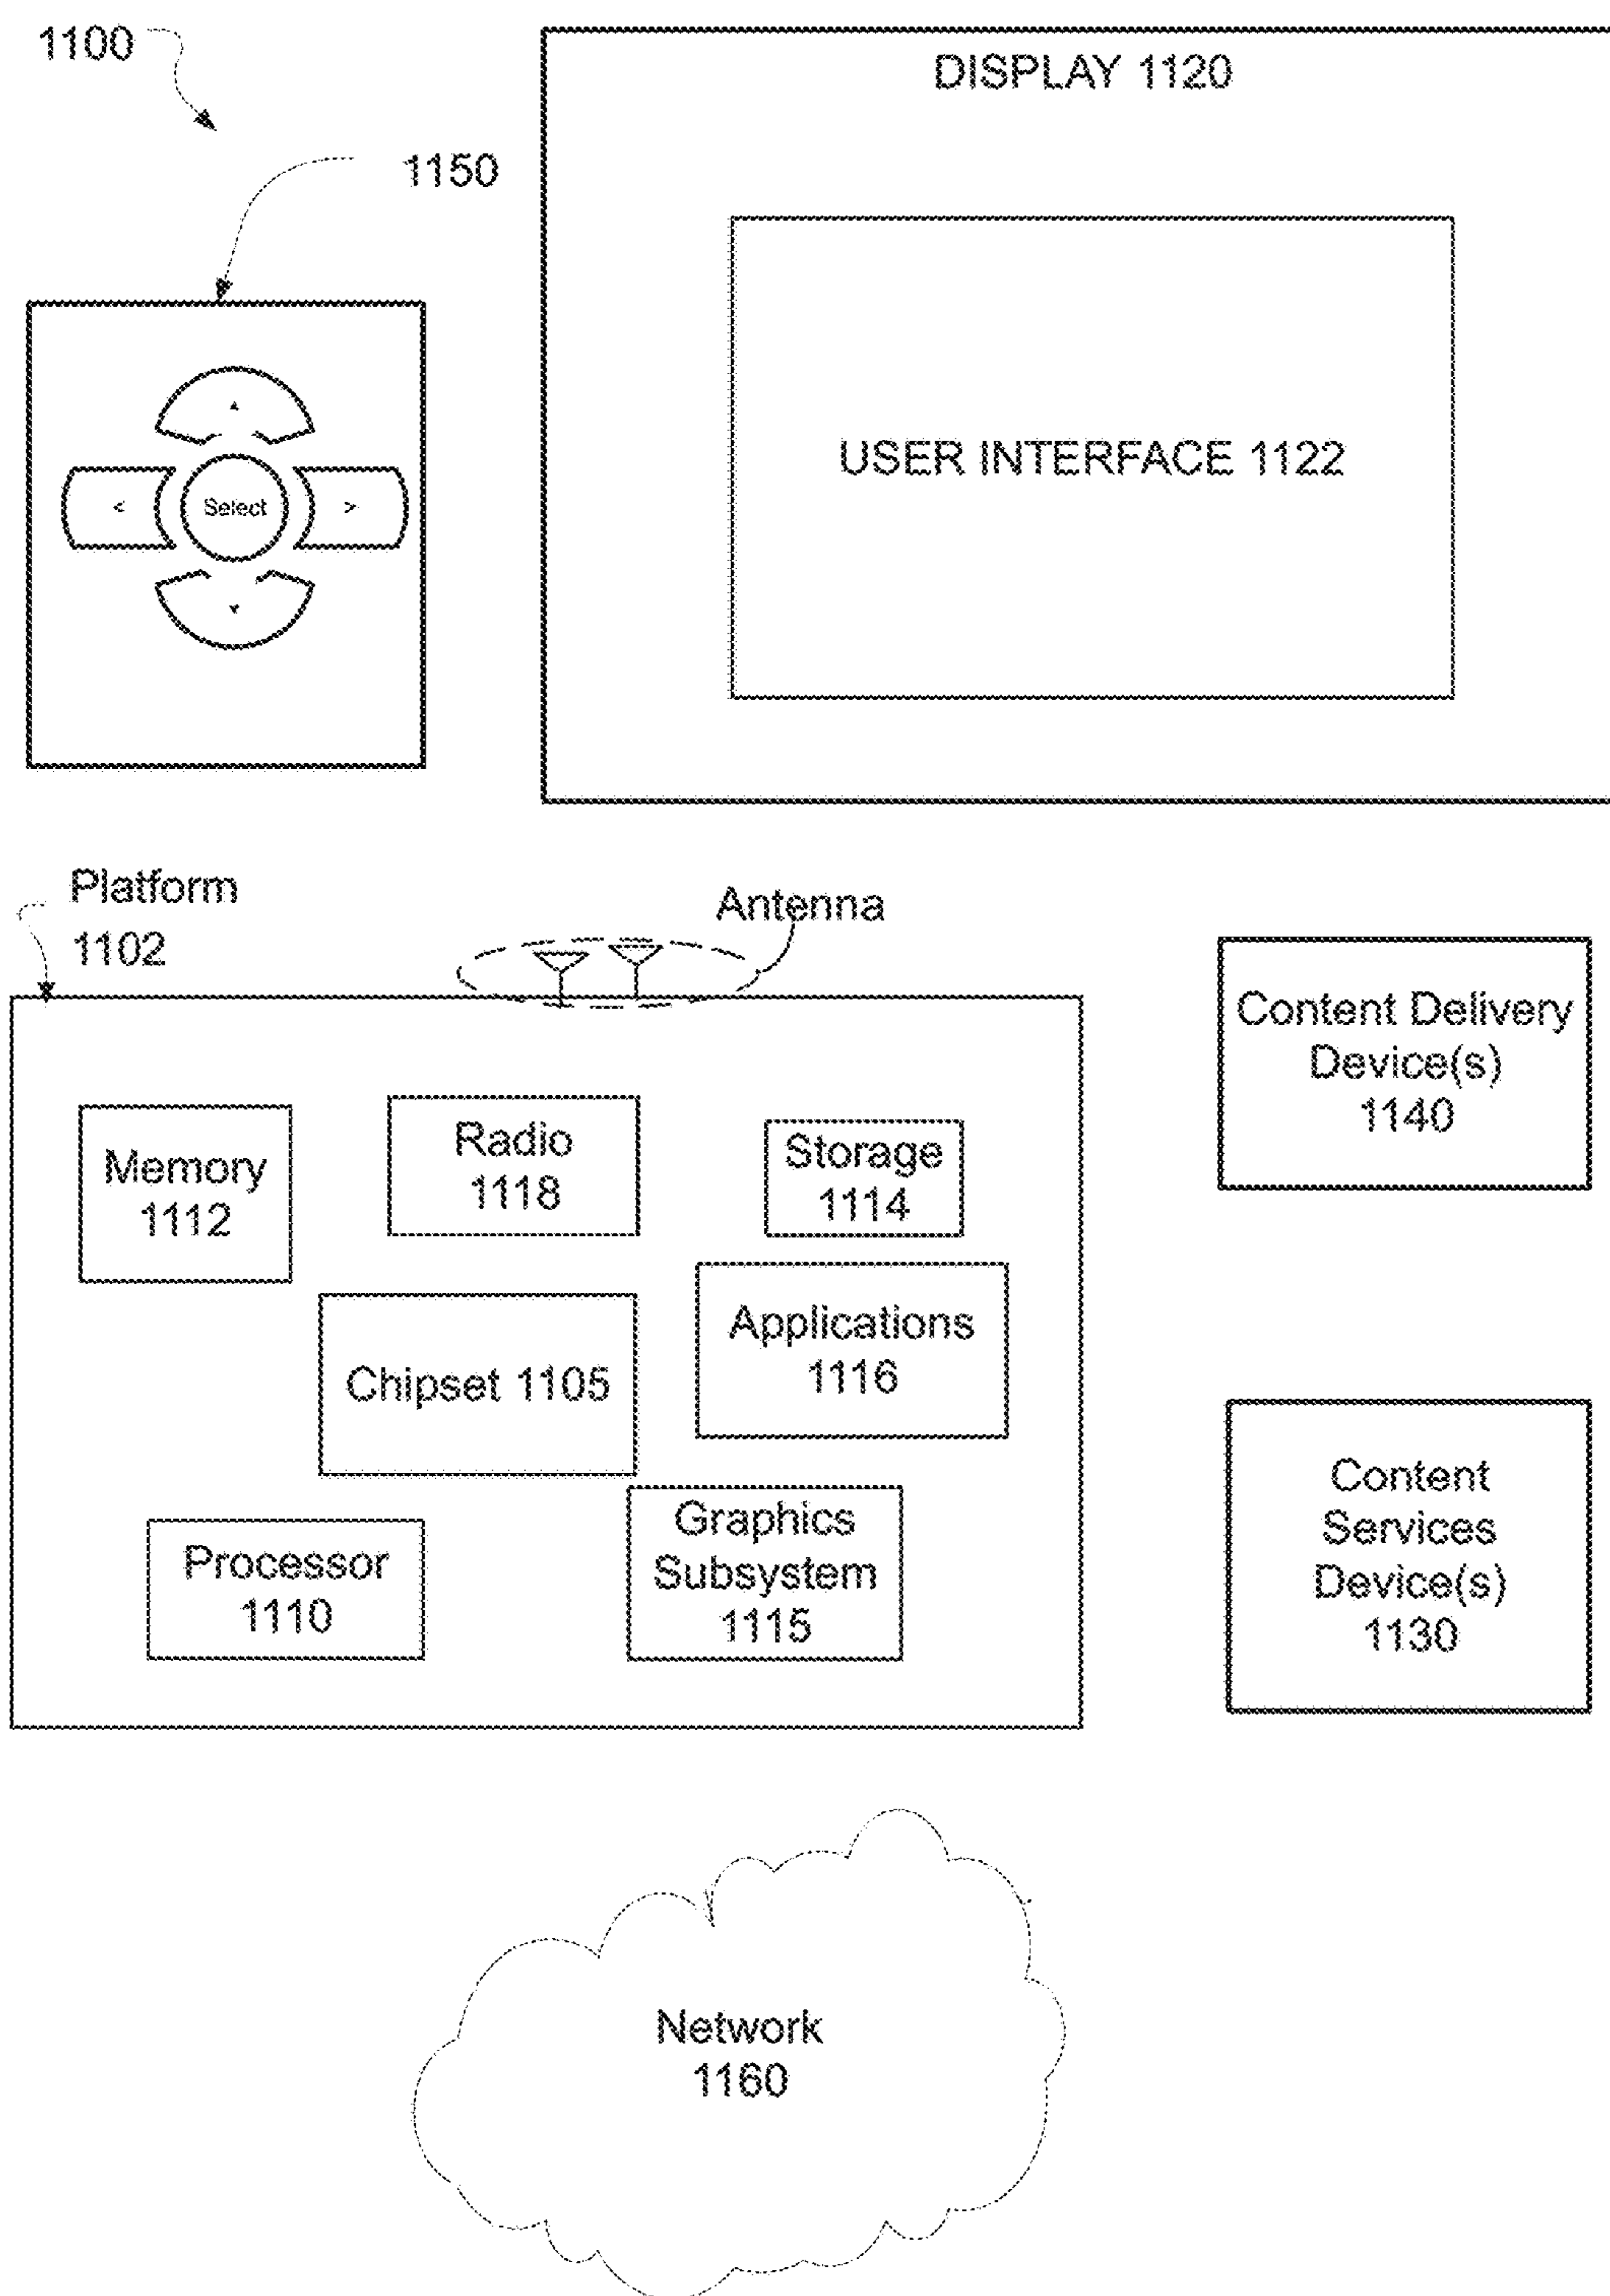 1100
DISPLAY 1120
1150
USER INTERFACE 1122
<
Select
>
Platform
1102
Antenna
Content Delivery
Device(s)
1140
Memory
1112
Radio
1118
Storage
1114
Applications
1116
Chipset 1105
Processor
1110
Graphics
Subsystem
1115
Content
Services
Device(s)
1130
Network
1160